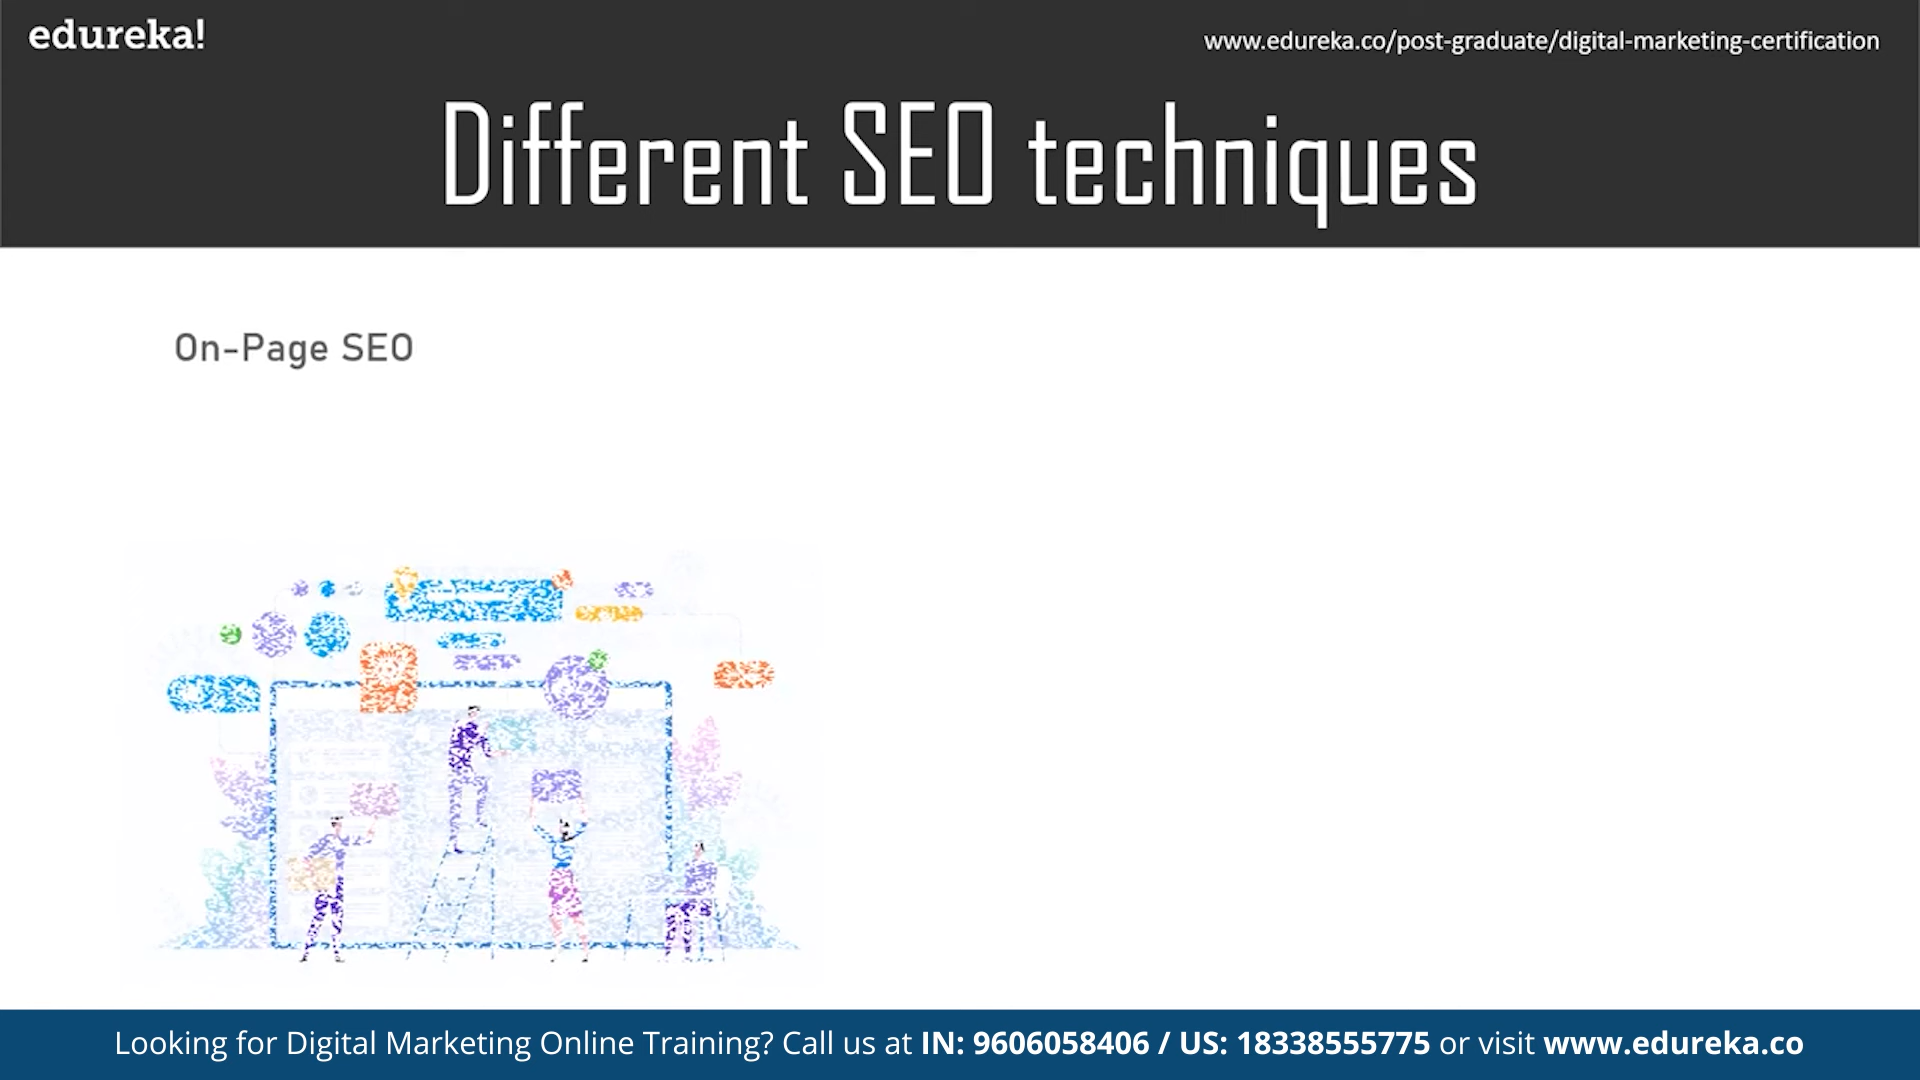 edureka!
www.edureka.co/post-graduate/digital-marketing-certification
Different SEO techniques
On-Page SEO
Looking for Digital Marketing Online Training? Call us at IN: 9606058406 / US: 18338555775 or visit www.edureka.co